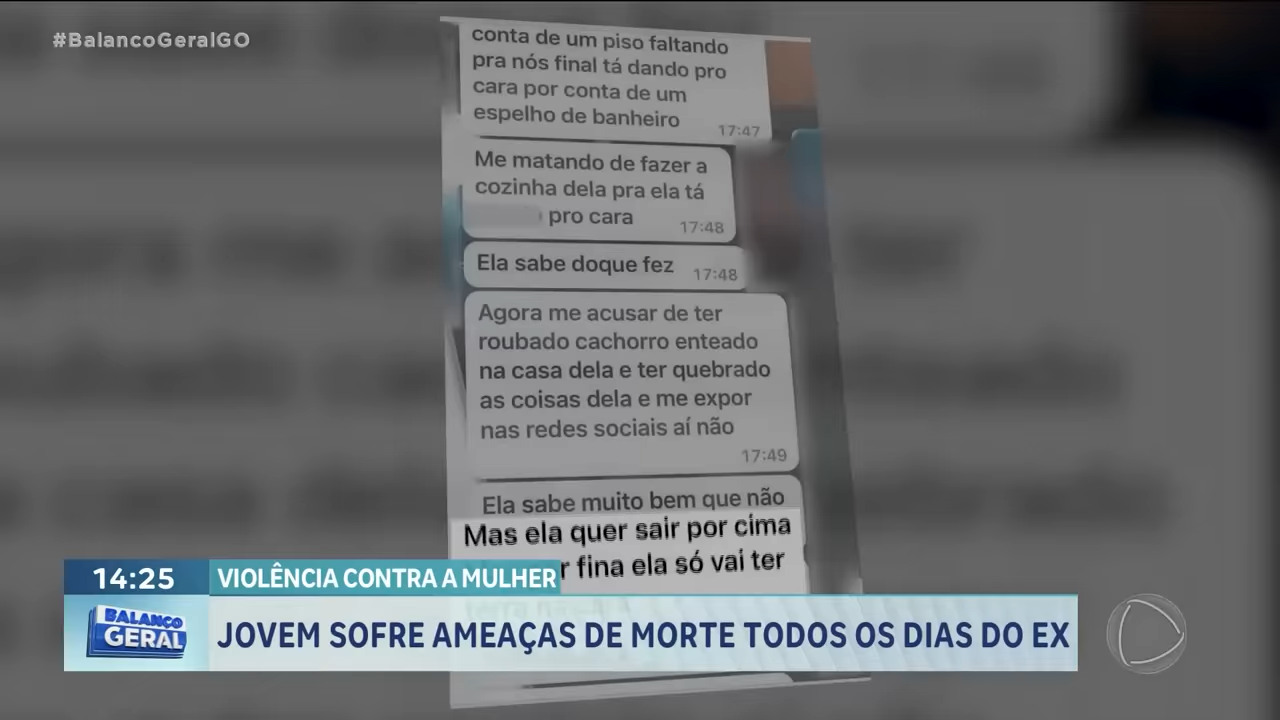 #BalancoGeralGO
conta de um piso faltando
pra nós final tá dando pro
cara por conta de um
espelho de banheiro
17:47
Me matando de fazer a
cozinha dela pra ela tá
pro cara
17:48
Ela sabe doque fez
17:48
Agora me acusar de ter
roubado cachorro enteado
na casa dela e ter quebrado
as coisas dela e me expor
nas redes sociais aí não
17:49
Ela sabe muito bem que não
Mas ela quer sair por cima
fina ela só vai ter
14:25
VIOLÊNCIA CONTRA A MULHER
BALANÇO
GERAL
JOVEM SOFRE AMEAÇAS DE MORTE TODOS OS DIAS DO EX